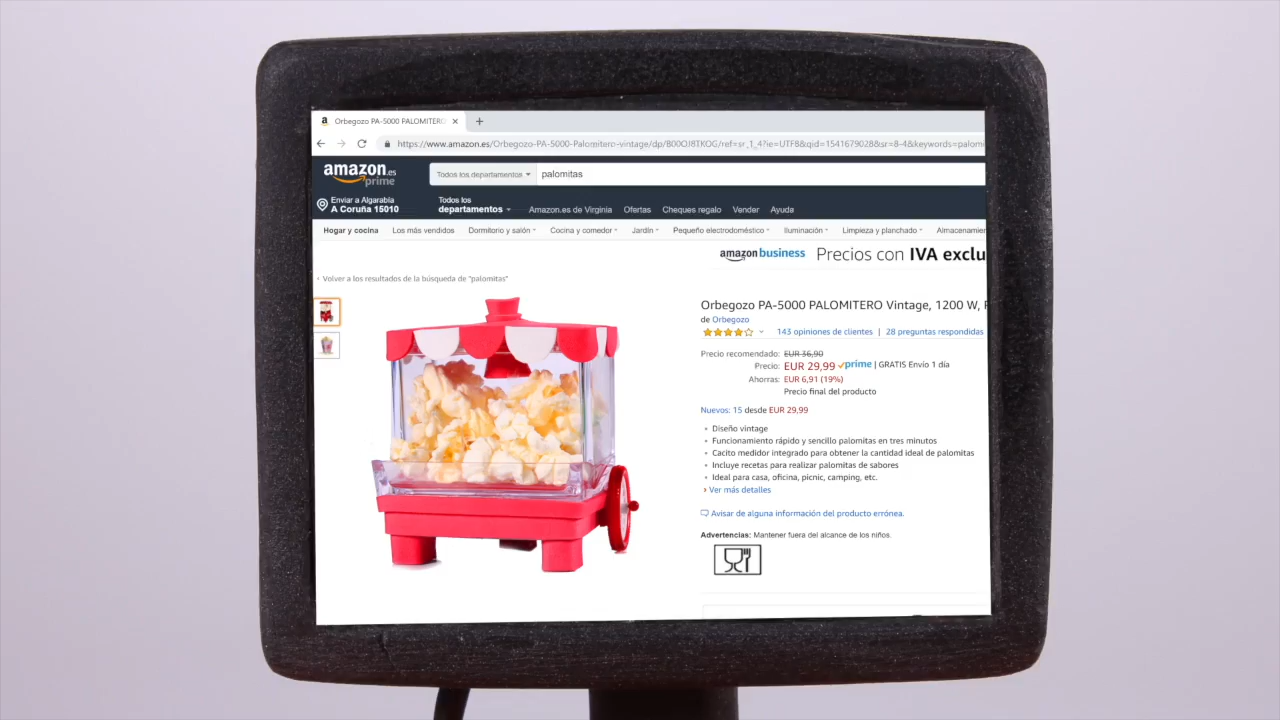 Orbegozo PA-5000 PALOMITERO
https://www.amazon.es/Orbegozo-PA-5000-Palomitero-vintage/dp/B00OJ8TKOG/ref=sr_1_4?ie=UTF8&qid=1541679028&sr=8-4&keywords=palomi
amazon.es
prime
Todos los departamentos
palomitas
Enviar a Algarabía
A Coruña 15010
Todos los
departamentos
Amazon.es de Virginia Ofertas Cheques regalo Vender Ayuda
Hogar y cocina Los más vendidos Dormitorio y salón Cocina y comedor Jardín Pequeño electrodoméstico Iluminación Limpieza y planchado Almacenamien
amazon business Precios con IVA exclu
‹ Volver a los resultados de la búsqueda de "palomitas"
Orbegozo PA-5000 PALOMITERO Vintage, 1200 W,
de Orbegozo
143 opiniones de clientes | 28 preguntas respondidas
Precio recomendado: EUR 36,90
Precio: EUR 29,99 prime | GRATIS Envío 1 día
Ahorras: EUR 6,91 (19%)
Precio final del producto
Nuevos: 15 desde EUR 29,99
• Diseño vintage
• Funcionamiento rápido y sencillo palomitas en tres minutos
• Cacito medidor integrado para obtener la cantidad ideal de palomitas
• Incluye recetas para realizar palomitas de sabores
• Ideal para casa, oficina, picnic, camping, etc.
› Ver más detalles
Avisar de alguna información del producto errónea.
Advertencias: Mantener fuera del alcance de los niños.